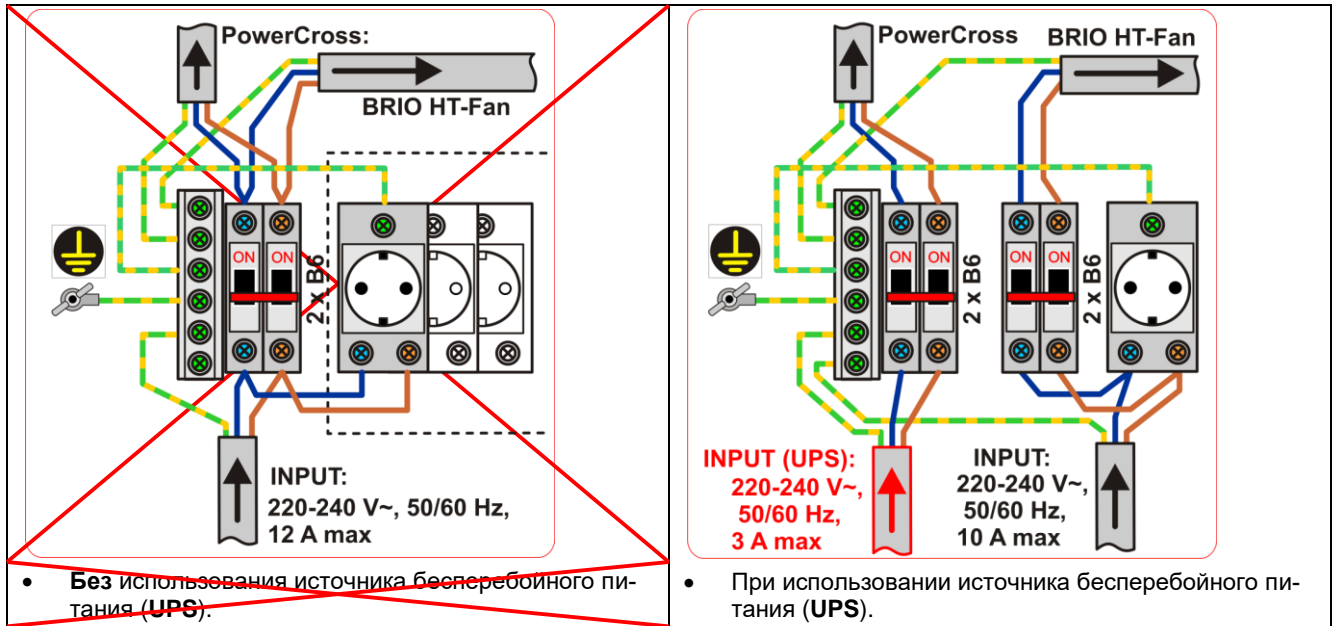 PowerCross:
BRIO HT-Fan
ON ON
2 x B6
INPUT:
220-240 V~, 50/60 Hz,
12 A max
• Без использования источника бесперебойного пи-
тания (UPS).
PowerCross
BRIO HT-Fan
ON ON
2 x B6
ON ON
2 x B6
INPUT (UPS):
220-240 V~,
50/60 Hz,
3 A max
INPUT:
220-240 V~,
50/60 Hz,
10 A max
• При использовании источника бесперебойного пи-
тания (UPS).